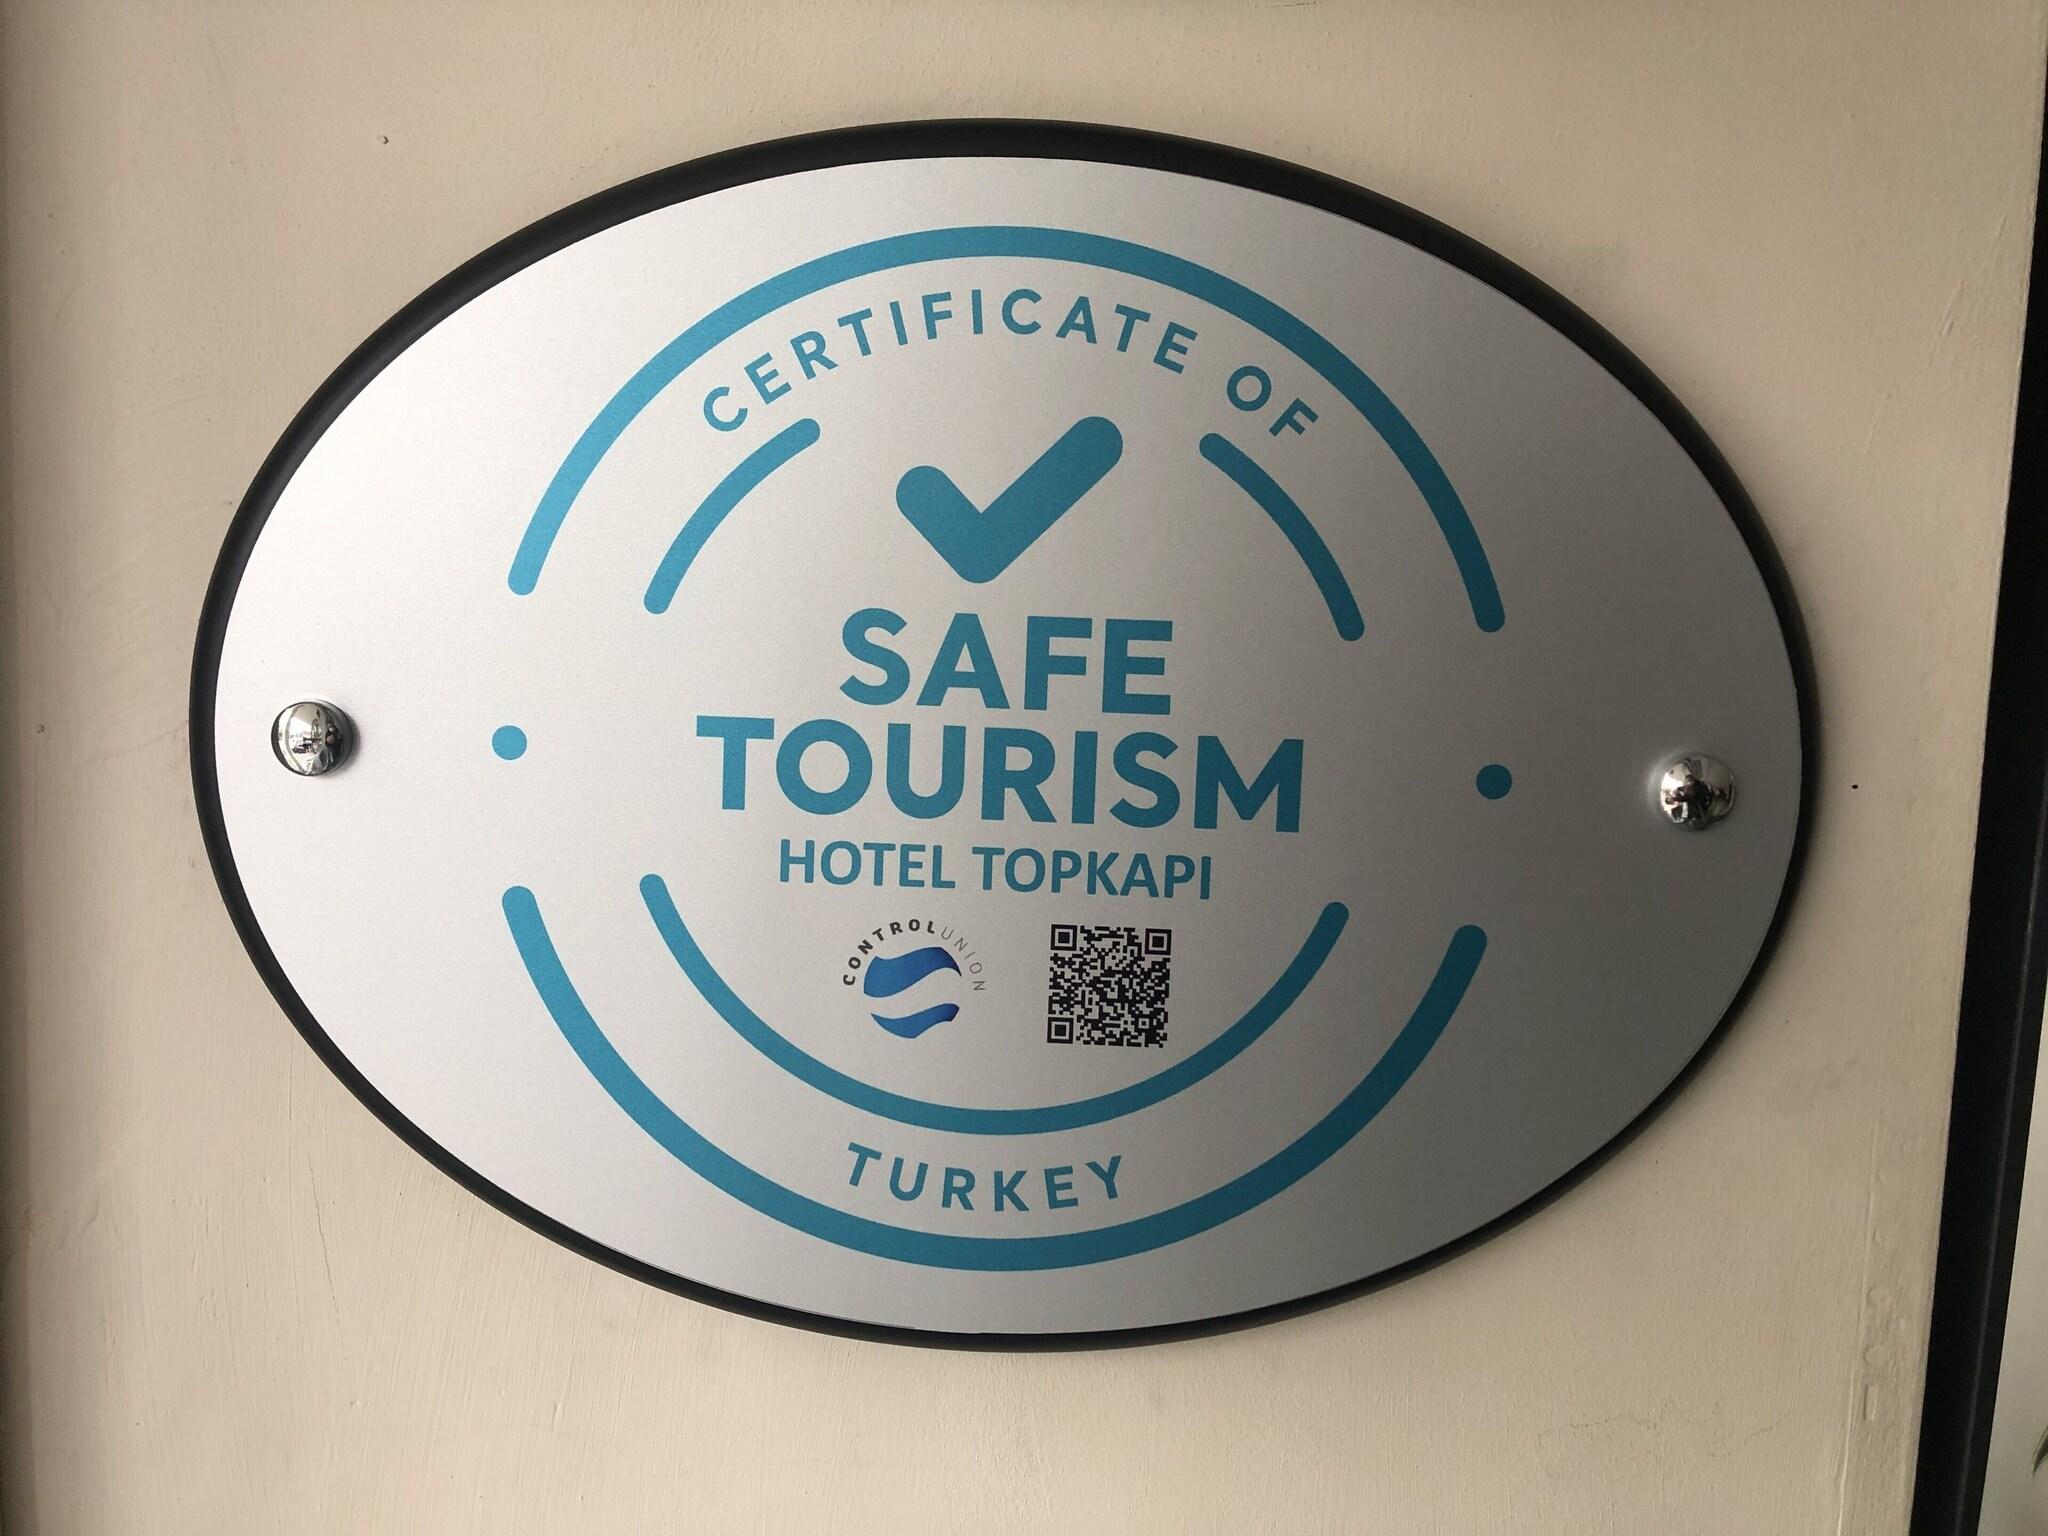 CERTIFICATE OF
SAFE
TOURISM
HOTEL TOPKAPI
CONTROLUNION
TURKEY